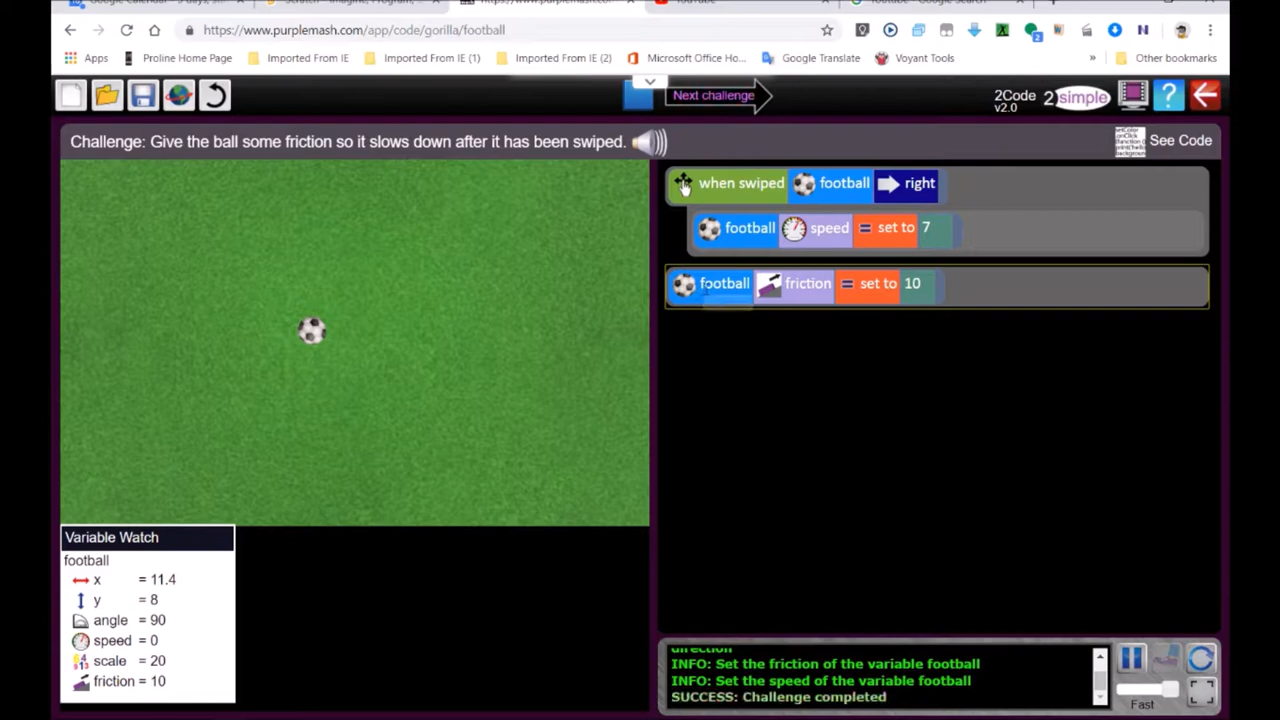 https://www.purplemash.com/app/code/gorilla/football
Apps
Proline Home Page
Imported From IE
Imported From IE (1)
Imported From IE (2)
Microsoft Office Ho...
Google Translate
Voyant Tools
»
Other bookmarks
Next challenge
2Code
v2.0
2simple
?
Challenge: Give the ball some friction so it slows down after it has been swiped.
See Code
when swiped football right
football speed = set to 7
football friction = set to 10
Variable Watch
football
x = 11.4
y = 8
angle = 90
speed = 0
scale = 20
friction = 10
direction
INFO: Set the friction of the variable football
INFO: Set the speed of the variable football
SUCCESS: Challenge completed
Fast